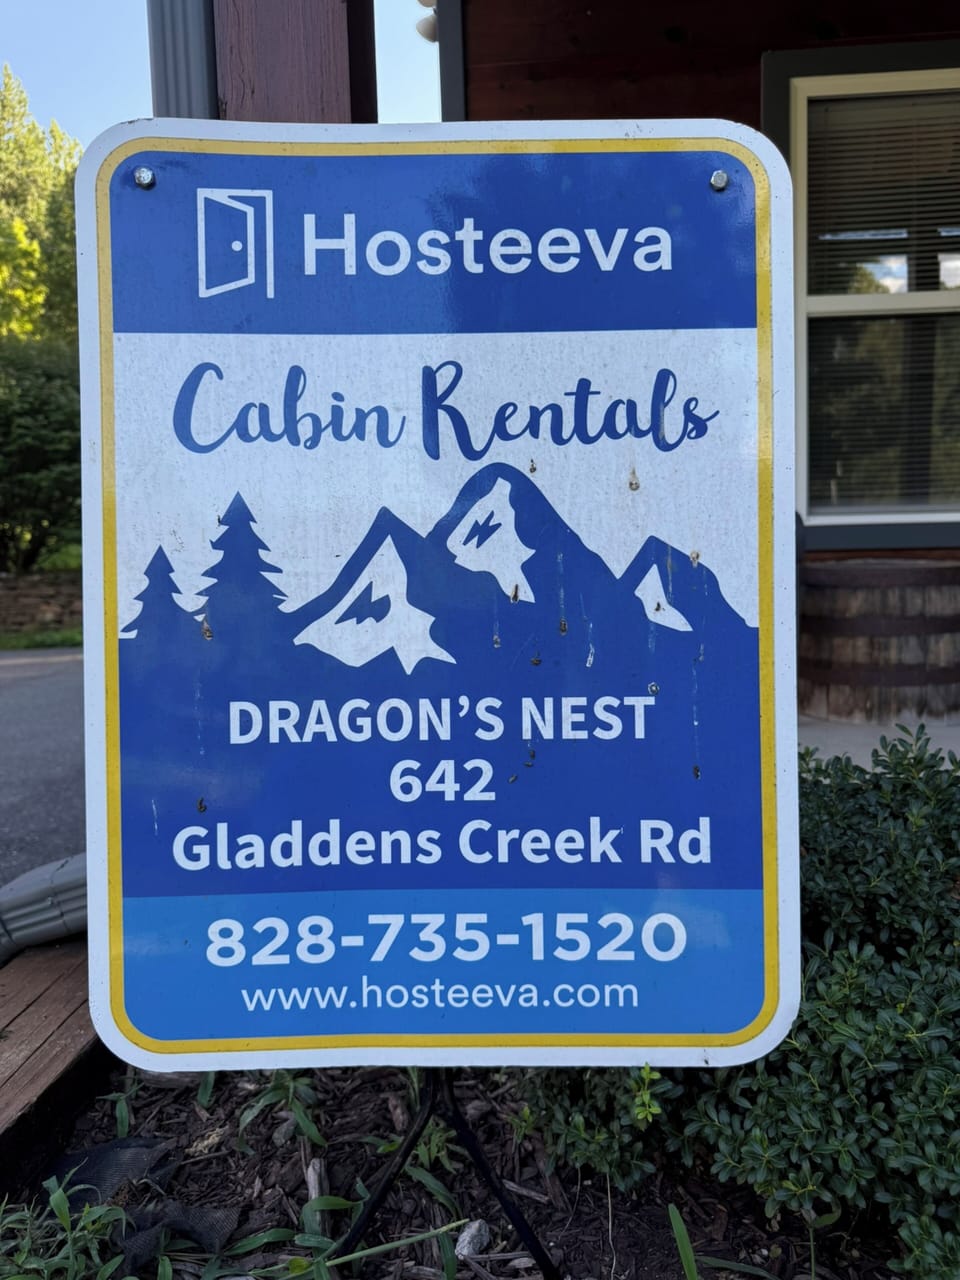 Hosteeva
Cabin Rentals
DRAGON'S NEST
642
Gladdens Creek Rd
828-735-1520
www.hosteeva.com